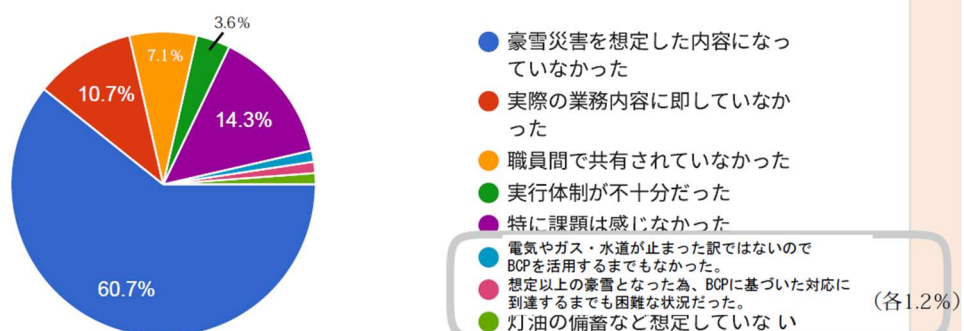 3.6%
7.1%
10.7%
14.3%
60.7%
豪雪災害を想定した内容になっ
ていなかった
実際の業務内容に即していなか
った
職員間で共有されていなかった
実行体制が不十分だった
特に課題は感じなかった
電気やガス・水道が止まった訳ではないので
BCPを活用するまでもなかった。
想定以上の豪雪となった為、BCPに基づいた対応に
到達するまでも困難な状況だった。
(各1.2%)
灯油の備蓄など想定していな い